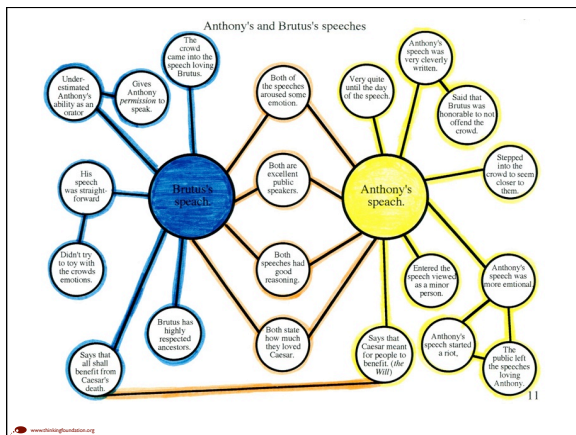 Anthony's and Brutus's speeches
The
crowd
came into the
speech loving
Brutus.
Under-
estimated
Anthony's
ability as an
orator
Gives
Anthony
permission to
speak.
His
speech
was straight-
forward
Didn't try
to toy with the
crowds
emotions.
Says that
all shall
benefit from
Caesar's
death.
Brutus has
highly
respected
ancestors.
Brutus's
speach.
Both of
the speeches
aroused some
emotion.
Both are
excellent
public
speakers.
Both
speeches had
good
reasoning.
Both state
how much
they loved
Caesar.
Anthony's
speach.
Very quite
until the day
of the speech.
Anthony's
speech was
very cleverly
written.
Said that
Brutus was
honorable to not
offend the
crowd.
Stepped
into the
crowd to seem
closer to
them.
Entered the
speech viewed
as a minor
person.
Anthony's
speech was
more emtional.
Anthony's
speech started
a riot,
The
public left
the speeches
loving
Anthony.
Says that
Caesar meant
for people to
benefit. (the
Will)
11
www.thinkingfoundation.org